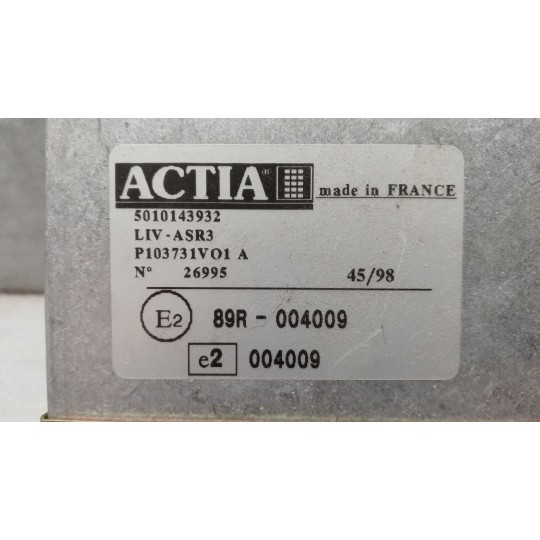 ACTIA® made in FRANCE
5010143932
LIV-ASR3
P103731VO1 A
N° 26995 45/98
E2 89R - 004009
e2 004009